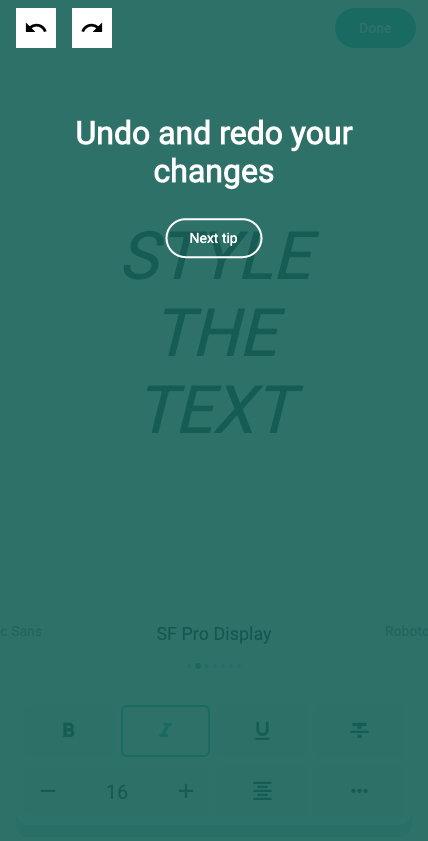 Done
Undo and redo your
changes
Next tip
STYLE
THE
TEXT
c Sans
SF Pro Display
Roboto
B I U
16